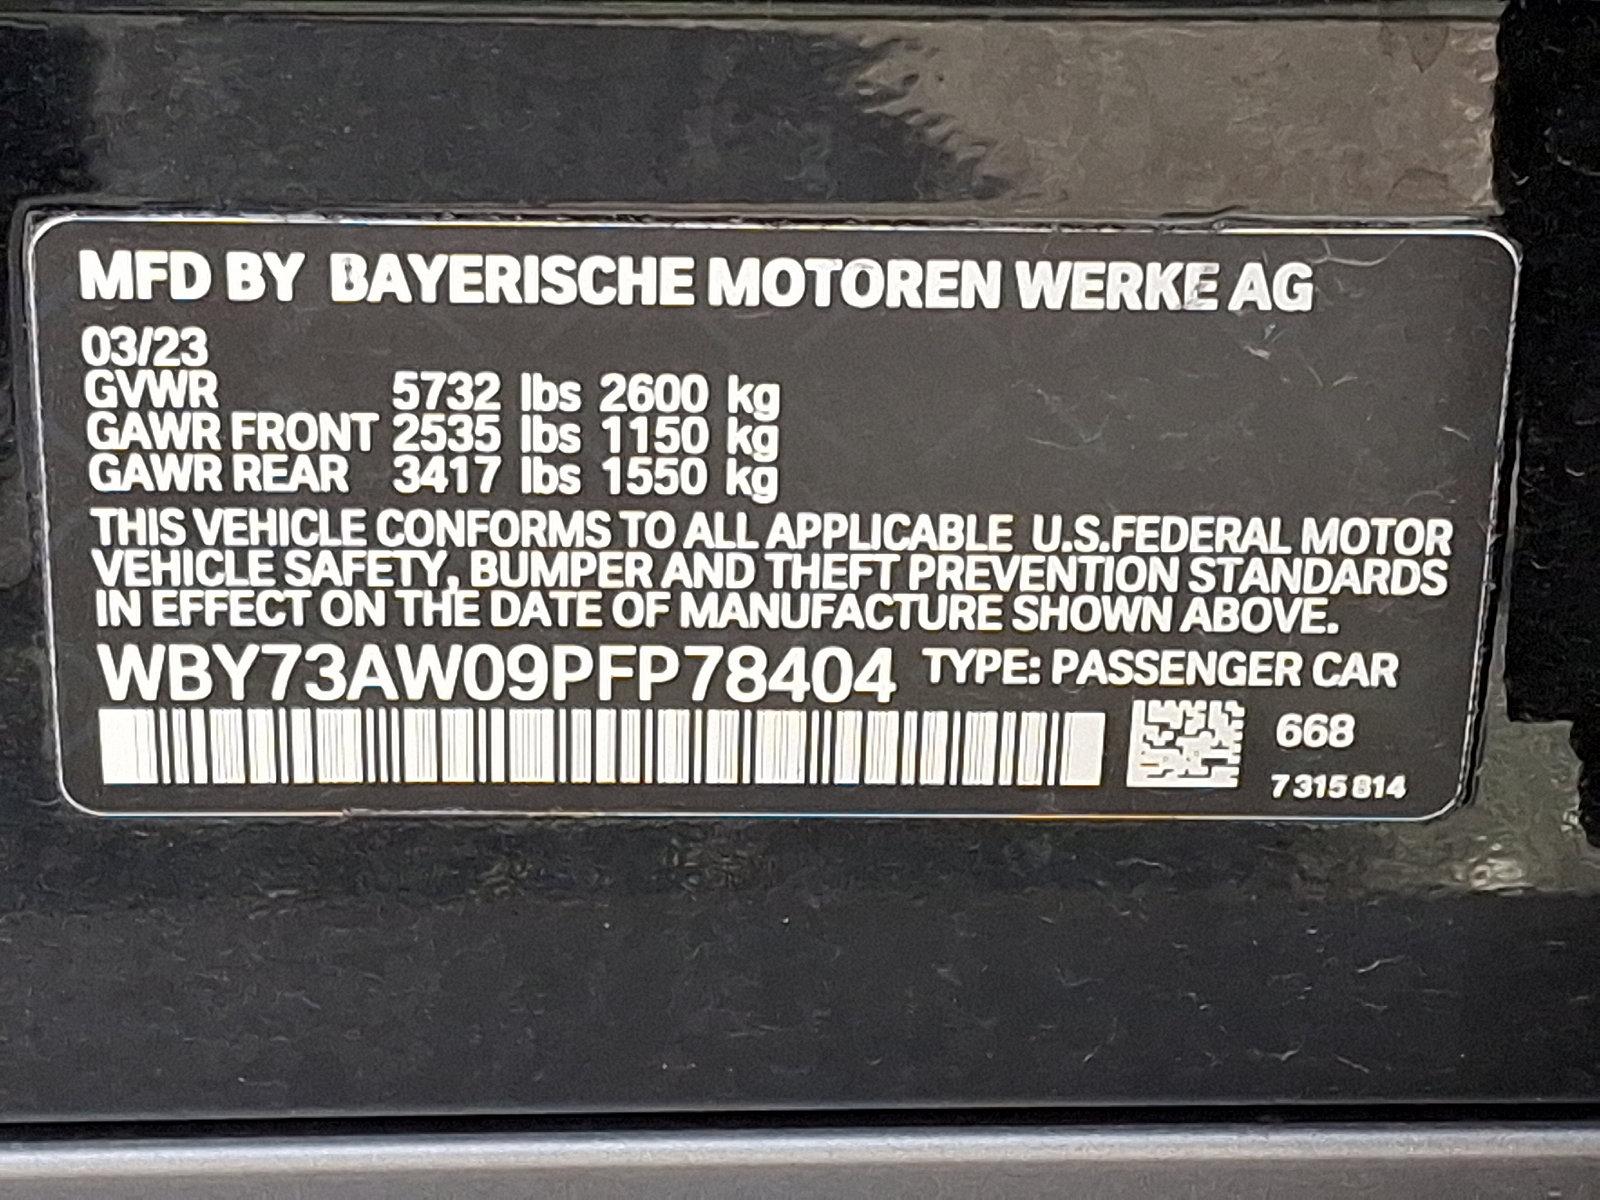 MFD BY BAYERISCHE MOTOREN WERKE AG
03/23
GVWR 5732 lbs 2600 kg
GAWR FRONT 2535 lbs 1150 kg
GAWR REAR 3417 lbs 1550 kg
THIS VEHICLE CONFORMS TO ALL APPLICABLE U.S.FEDERAL MOTOR
VEHICLE SAFETY, BUMPER AND THEFT PREVENTION STANDARDS
IN EFFECT ON THE DATE OF MANUFACTURE SHOWN ABOVE.
WBY73AW09PFP78404 TYPE: PASSENGER CAR
668
7315814